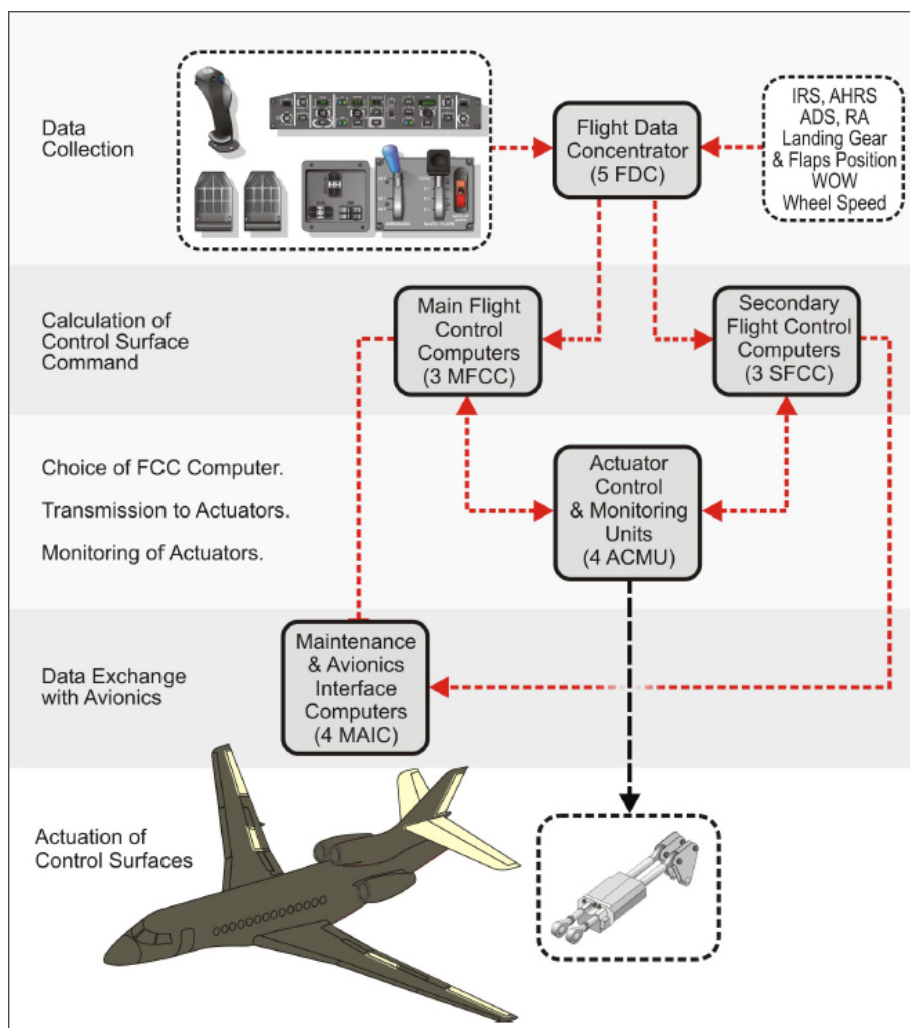 Data
Collection
Flight Data
Concentrator
(5 FDC)
IRS, AHRS
ADS, RA
Landing Gear
& Flaps Position
WOW
Wheel Speed
Calculation of
Control Surface
Command
Main Flight
Control
Computers
(3 MFCC)
Secondary
Flight Control
Computers
(3 SFCC)
Choice of FCC Computer.
Transmission to Actuators.
Monitoring of Actuators.
Actuator
Control
& Monitoring
Units
(4 ACMU)
Data Exchange
with Avionics
Maintenance
& Avionics
Interface
Computers
(4 MAIC)
Actuation of
Control Surfaces